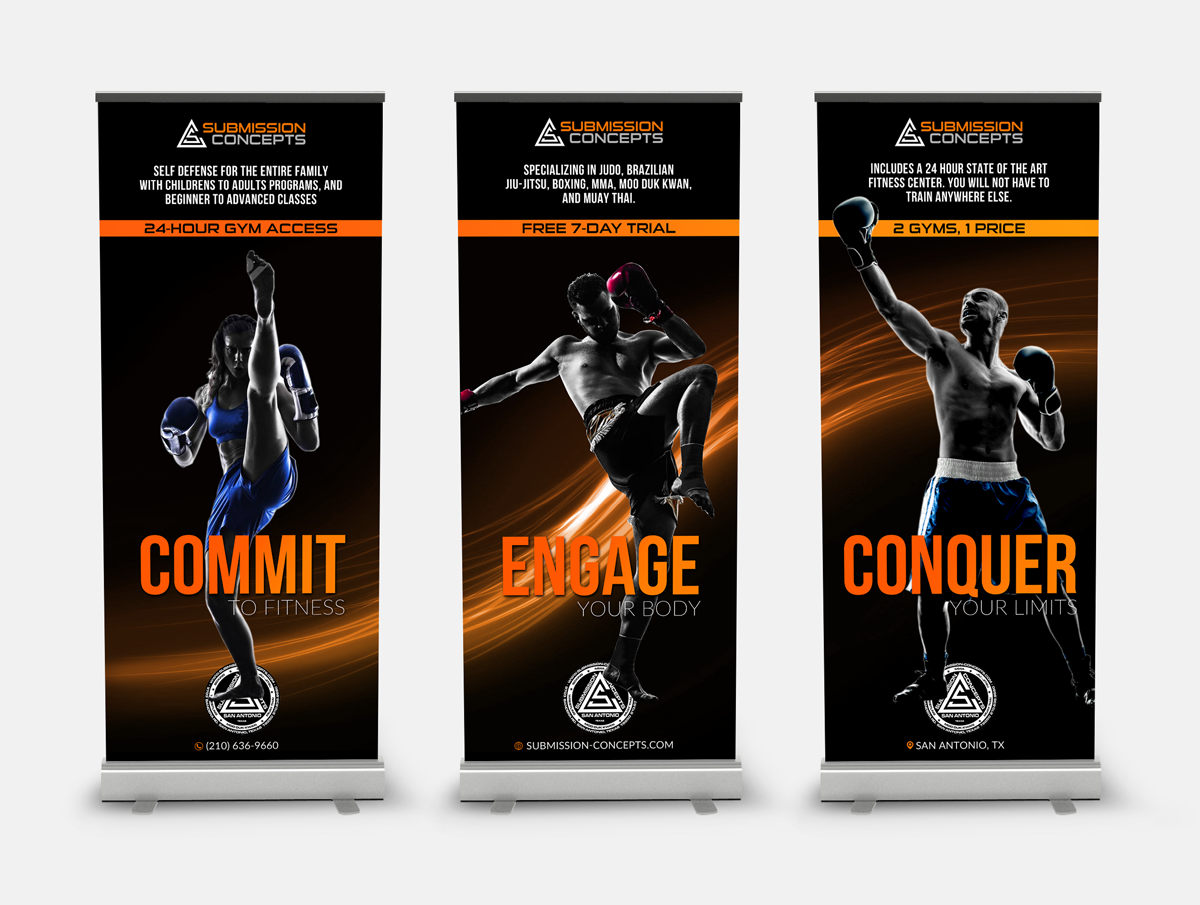 SUBMISSION
CONCEPTS
SELF DEFENSE FOR THE ENTIRE FAMILY
WITH CHILDRENS TO ADULTS PROGRAMS, AND
BEGINNER TO ADVANCED CLASSES
24-HOUR GYM ACCESS
COMMIT
TO FITNESS
SAN ANTONIO
TEXAS
(210) 636-9660
SUBMISSION
CONCEPTS
SPECIALIZING IN JUDO, BRAZILIAN
JIU-JITSU, BOXING, MMA, MOO DUK KWAN,
AND MUAY THAI.
FREE 7-DAY TRIAL
ENGAGE
YOUR BODY
SAN ANTONIO
TEXAS
SUBMISSION-CONCEPTS.COM
SUBMISSION
CONCEPTS
INCLUDES A 24 HOUR STATE OF THE ART
FITNESS CENTER. YOU WILL NOT HAVE TO
TRAIN ANYWHERE ELSE.
2 GYMS, 1 PRICE
CONQUER
YOUR LIMITS
SAN ANTONIO
TEXAS
SAN ANTONIO, TX